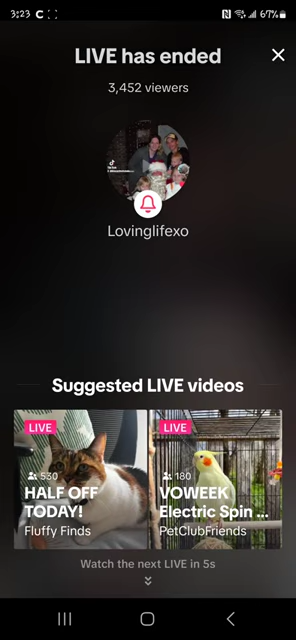 3:23
67%
LIVE has ended
3,452 viewers
Lovinglifexo
Suggested LIVE videos
LIVE
LIVE
530
180
HALF OFF
TODAY!
Fluffy Finds
VOWEEK
Electric Spin ...
PetClubFriends
Watch the next LIVE in 5s